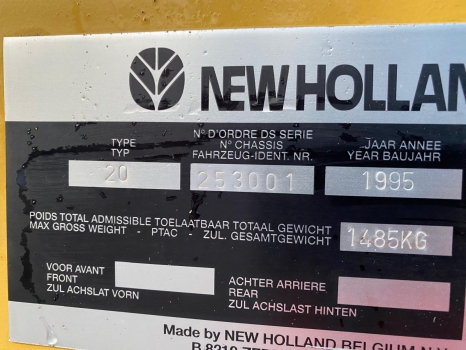 NEW HOLLAN
TYPE
TYP
20
N° D'ORDRE DS SERIE
N° CHASSIS
FAHRZEUG-IDENT. NR.
253001
JAAR ANNEE
YEAR BAUJAHR
1995
POIDS TOTAL ADMISSIBLE TOELAATBAAR TOTAAL GEWICHT
MAX GROSS WEIGHT - PTAC - ZUL. GESAMTGEWICHT
1485KG
VOOR AVANT
FRONT
ZUL ACHSLAT VORN
ACHTER ARRIERE
REAR
ZUL ACHSLAST HINTEN
Made by NEW HOLLAND BELGIUM N.V.
B-8210